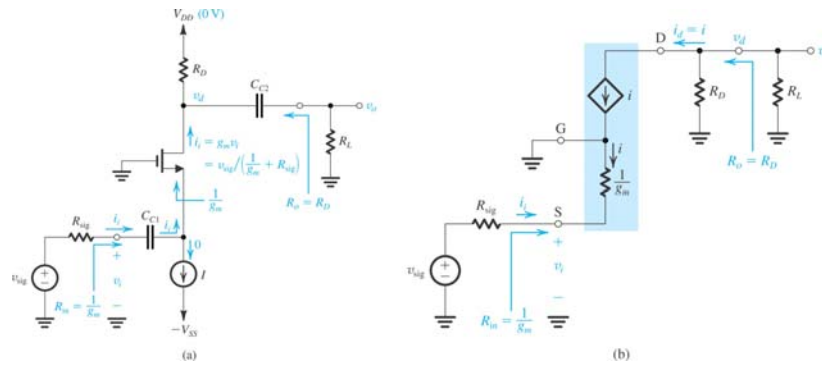 V_DD (0 V)
R_D
C_C2
v_d
v_o
i_i = g_m v_i
= v_sig/(1/g_m + R_sig)
R_L
1/g_m
R_o = R_D
R_sig
i_i
C_C1
i_i
0
+
v_i
–
v_sig
I
R_in = 1/g_m
–V_SS
(a)
D
i_d = i
v_d
i
R_D
R_L
G
i
1/g_m
R_o = R_D
R_sig
i_i
S
+
v_i
–
v_sig
R_in = 1/g_m
(b)